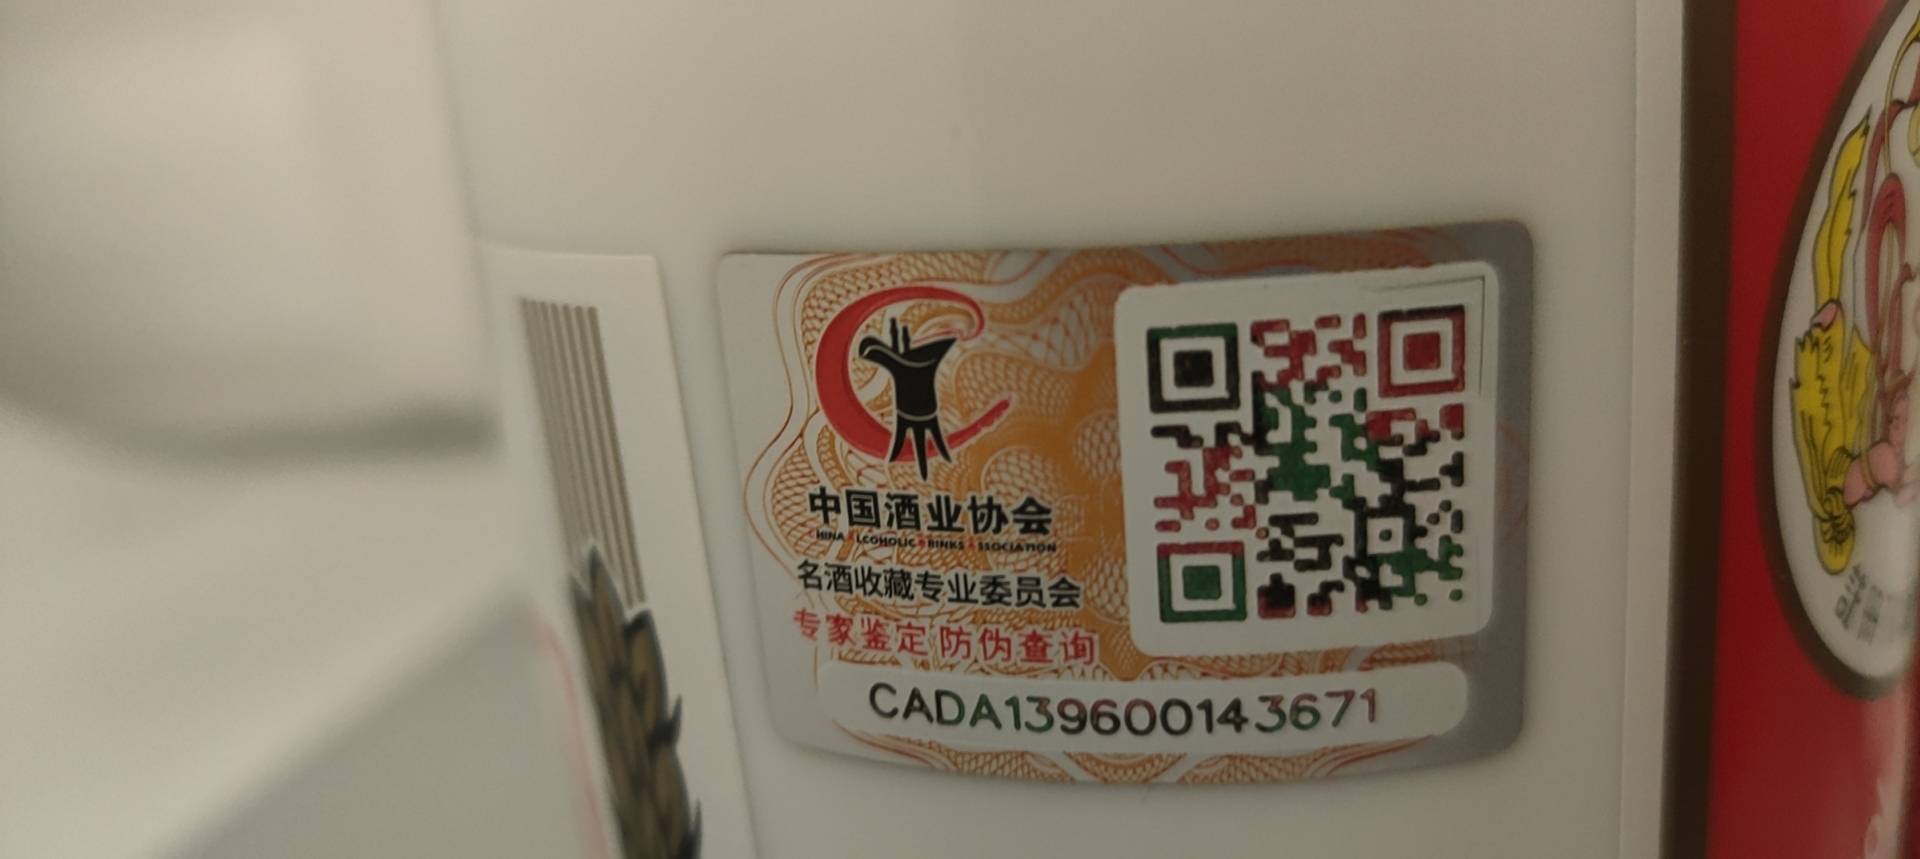 中国酒业协会
CHINA ALCOHOLIC DRINKS ASSOCIATION
名酒收藏专业委员会
专家鉴定 防伪查询
CADA139600143671